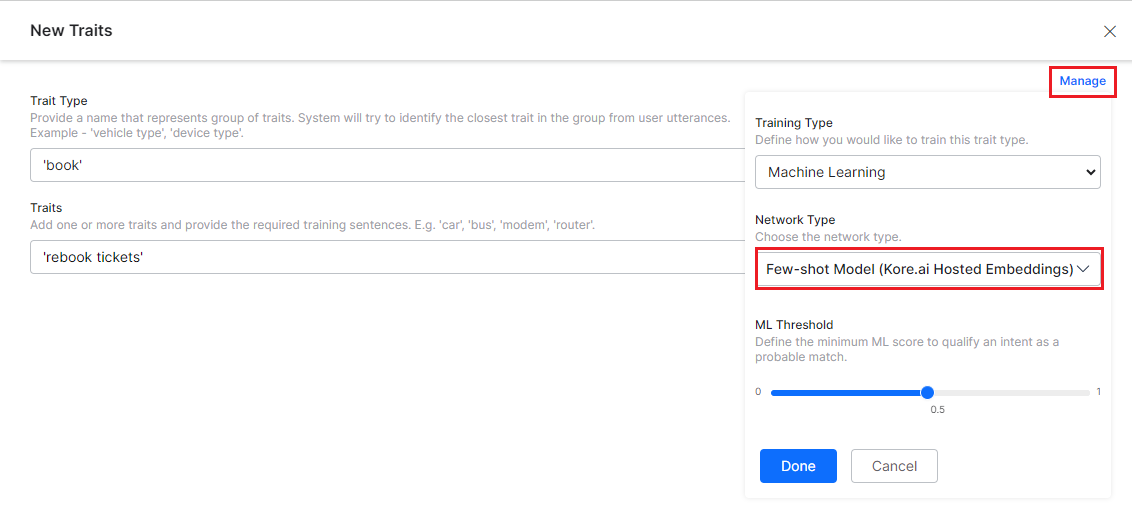 New Traits
Manage
Trait Type
Provide a name that represents group of traits. System will try to identify the closest trait in the group from user utterances.
Example - 'vehicle type', 'device type'.
'book'
Traits
Add one or more traits and provide the required training sentences. E.g. 'car', 'bus', 'modem', 'router'.
'rebook tickets'
Training Type
Define how you would like to train this trait type.
Machine Learning
Network Type
Choose the network type.
Few-shot Model (Kore.ai Hosted Embeddings)
ML Threshold
Define the minimum ML score to qualify an intent as a
probable match.
0 1
0.5
Done Cancel